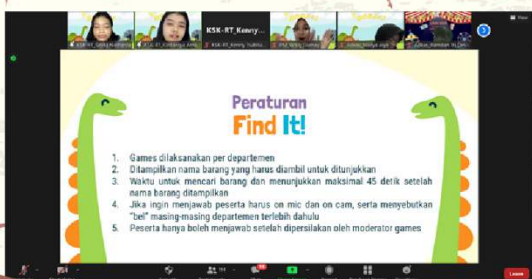 KSK-RT_Kenny...
View
Peraturan
Find It!
1. Games dilaksanakan per departemen
2. Ditampilkan nama barang yang harus diambil untuk ditunjukkan
3. Waktu untuk mencari barang dan menunjukkan maksimal 45 detik setelah
nama barang ditampilkan
4. Jika ingin menjawab peserta harus on mic dan on cam, serta menyebutkan
"bel" masing-masing departemen terlebih dahulu
5. Peserta hanya boleh menjawab setelah dipersilakan oleh moderator games
Leave